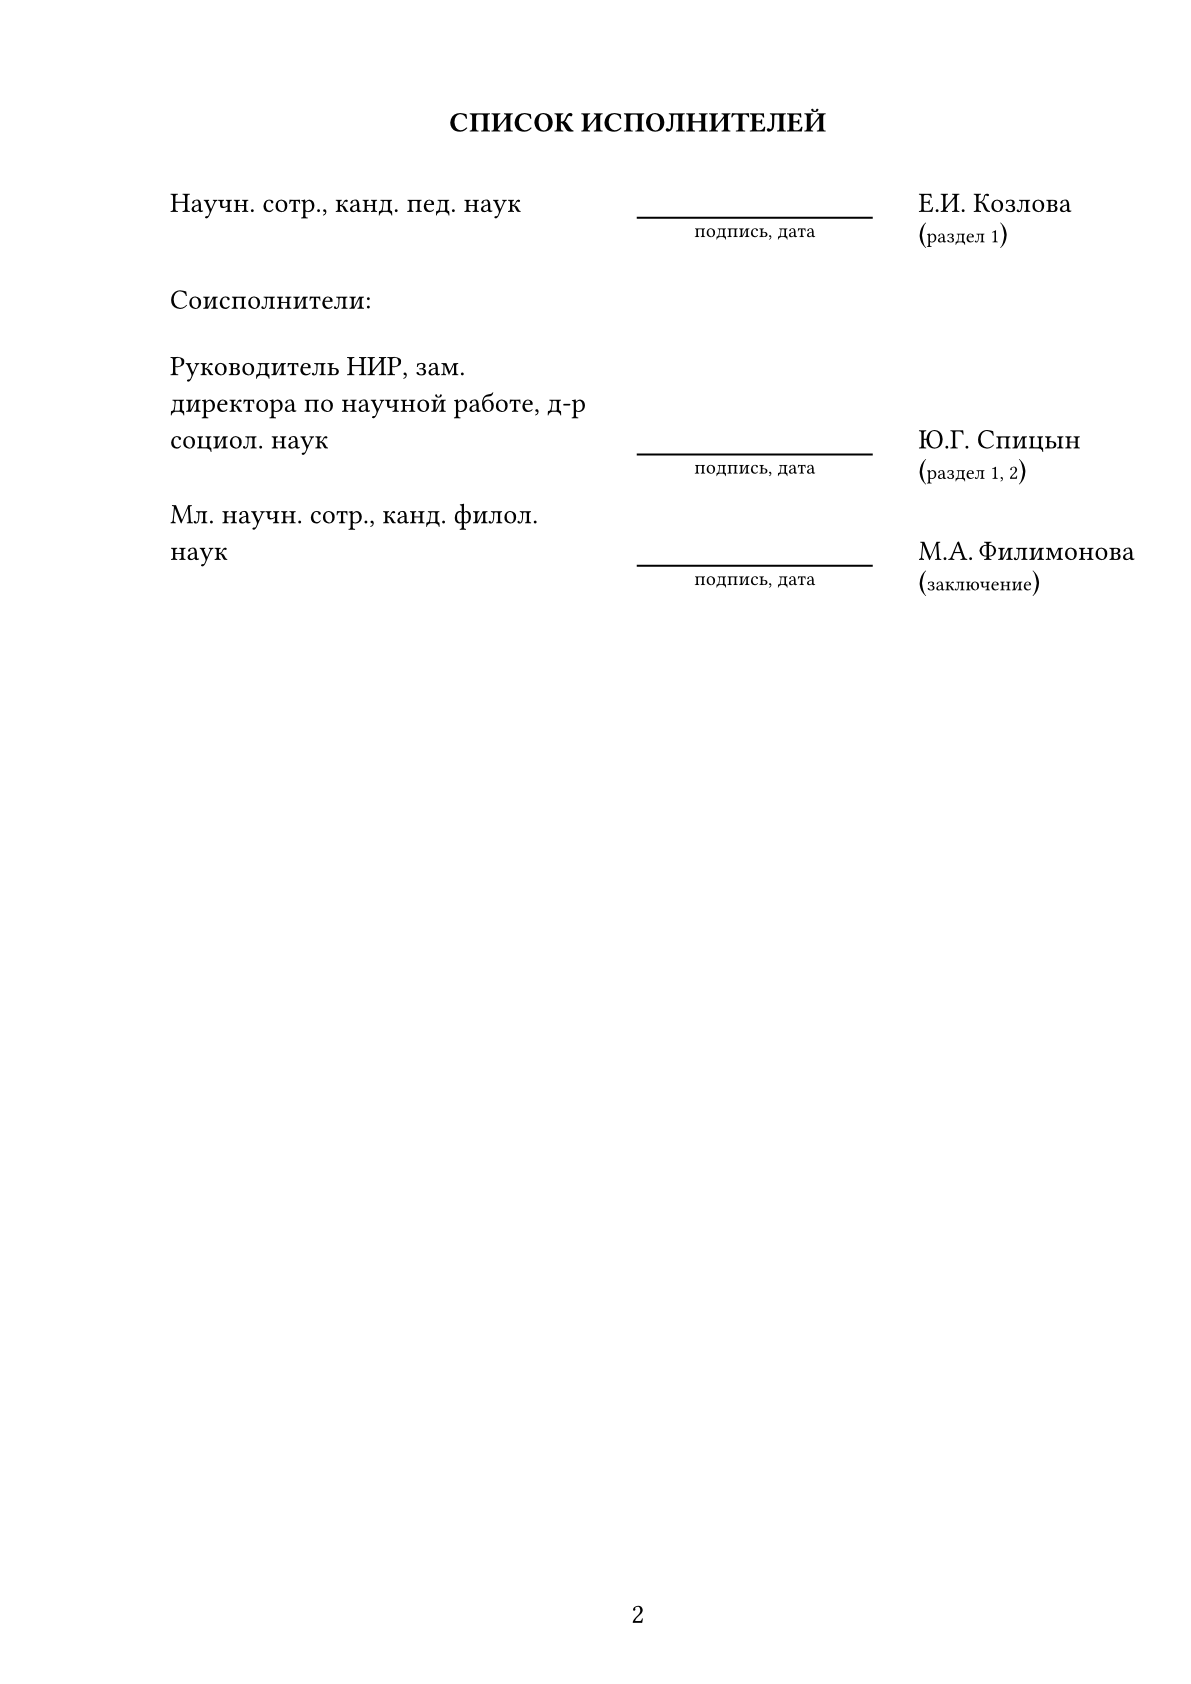 СПИСОК ИСПОЛНИТЕЛЕЙ
Научн. сотр., канд. пед. наук
подпись, дата
Е.И. Козлова
(раздел 1)
Соисполнители:
Руководитель НИР, зам.
директора по научной работе, д-р
социол. наук
подпись, дата
Ю.Г. Спицын
(раздел 1, 2)
Мл. научн. сотр., канд. филол.
наук
подпись, дата
М.А. Филимонова
(заключение)
2